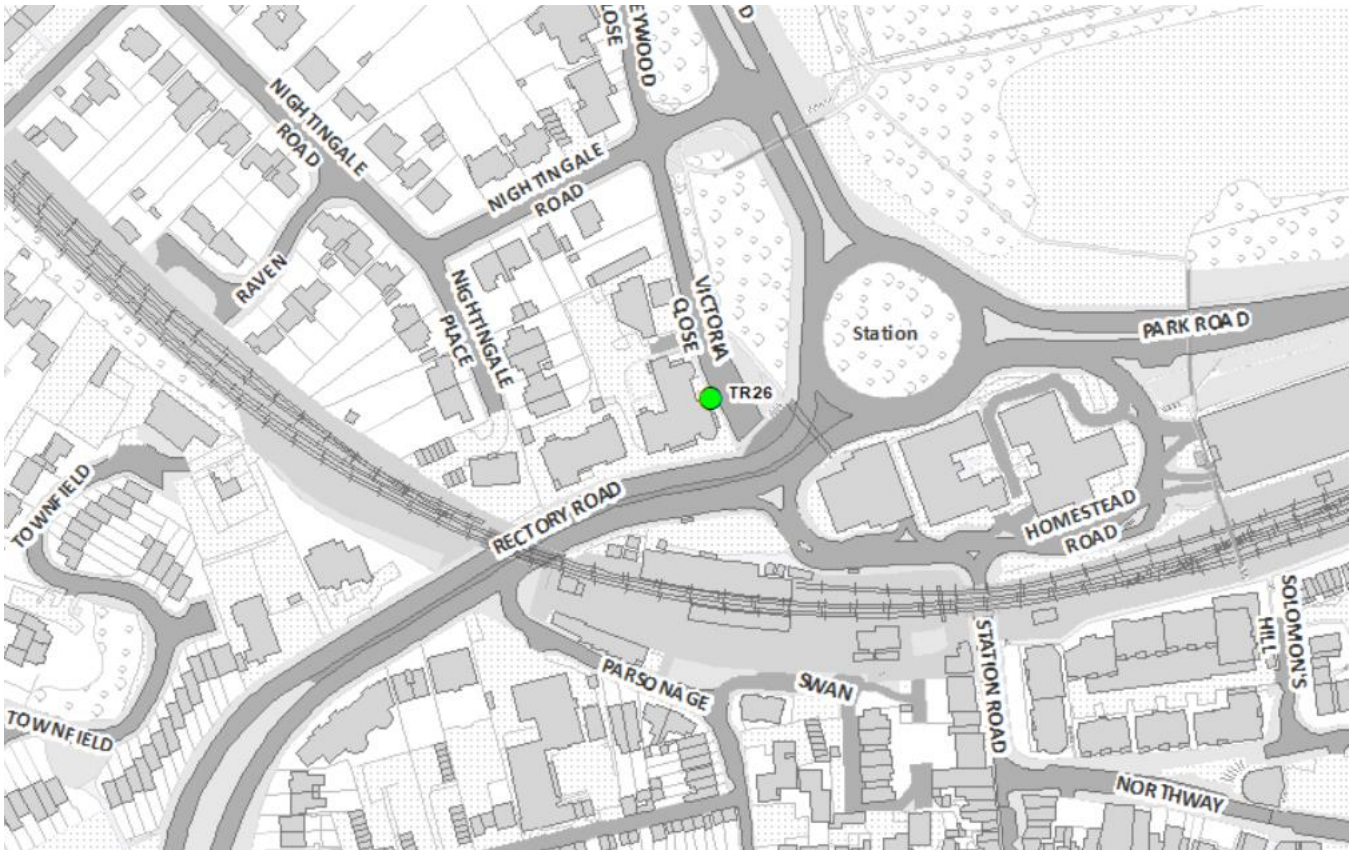 EYWOOD
CLOSE
D
NIGHTINGALE
ROAD
NIGHTINGALE
ROAD
RAVEN
NIGHTINGALE
PLACE
VICTORIA
CLOSE
Station
PARK ROAD
TR26
TOWNFIELD
RECTORY ROAD
HOMESTEAD
ROAD
SOLOMON'S
HILL
STATION ROAD
PARSONAGE
SWAN
TOWNFIELD
NORTHWAY